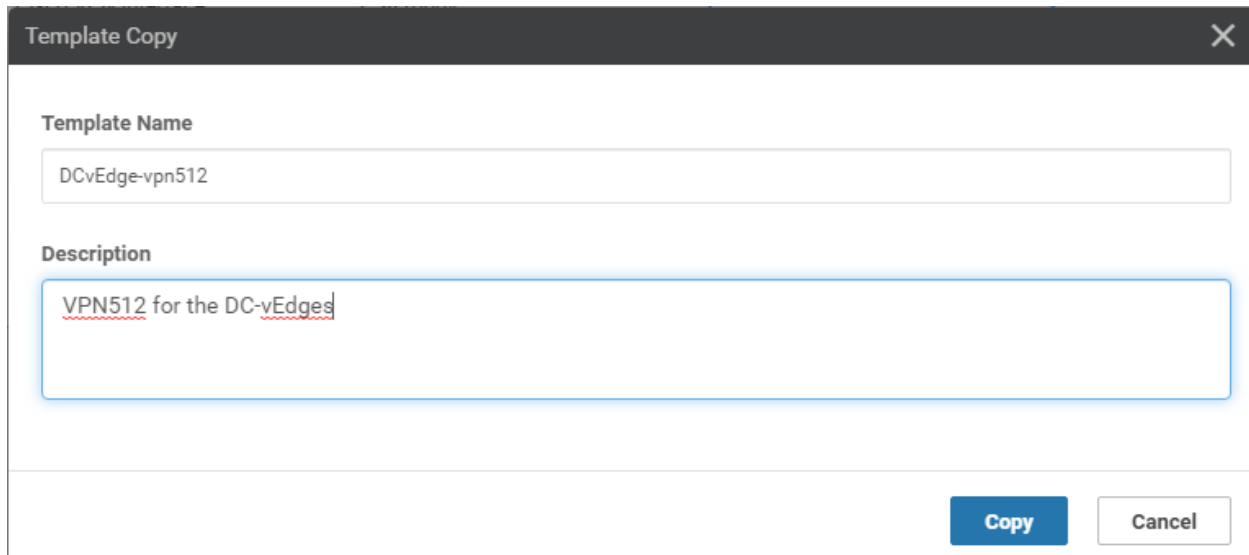 Template Copy
Template Name
DCvEdge-vpn512
Description
VPN512 for the DC-vEdges
Copy Cancel